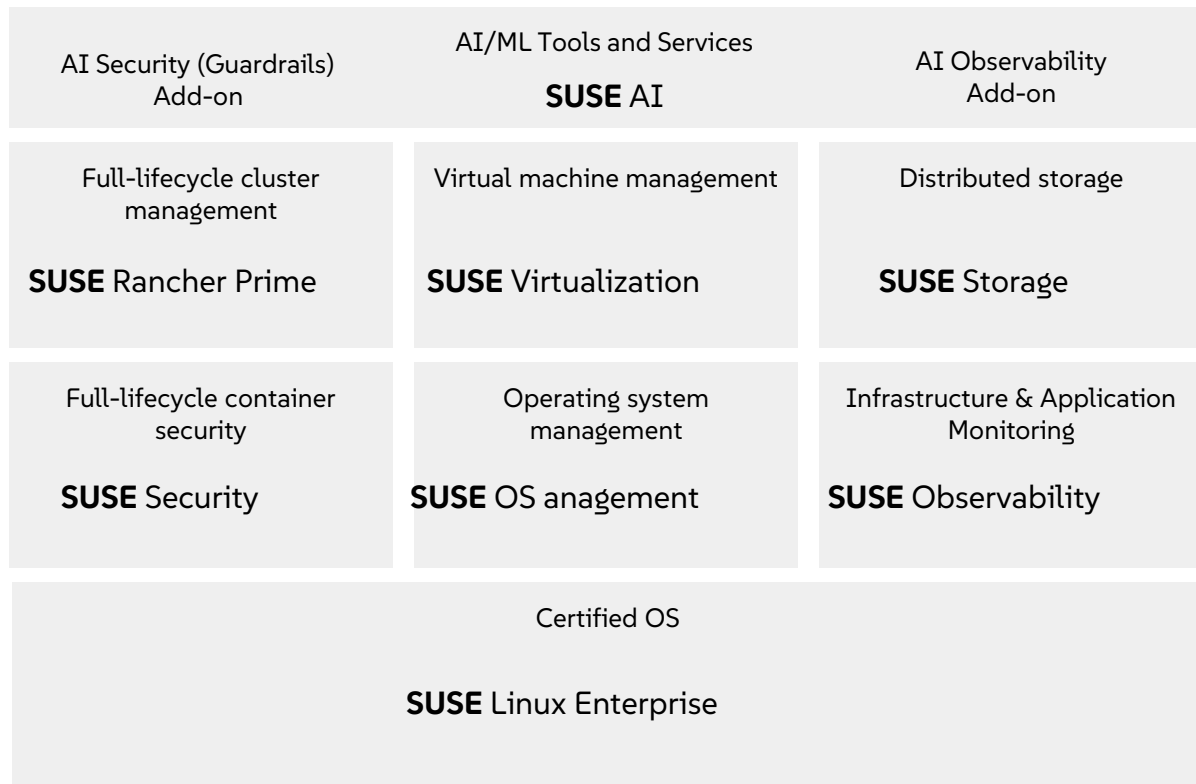 AI Security (Guardrails)
Add-on
AI/ML Tools and Services
SUSE AI
AI Observability
Add-on
Full-lifecycle cluster
management
SUSE Rancher Prime
Virtual machine management
SUSE Virtualization
Distributed storage
SUSE Storage
Full-lifecycle container
security
SUSE Security
Operating system
management
SUSE OS anagement
Infrastructure & Application
Monitoring
SUSE Observability
Certified OS
SUSE Linux Enterprise